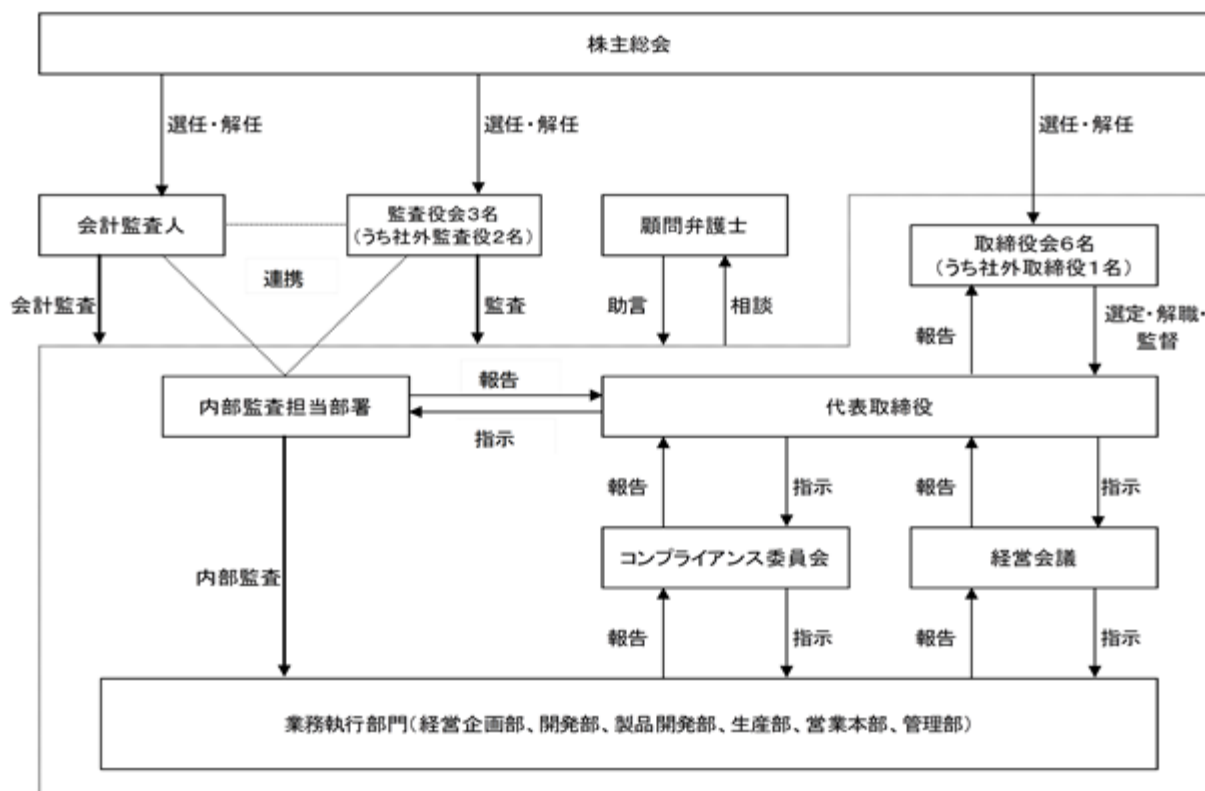 株主総会
選任・解任
選任・解任
選任・解任
会計監査人
監査役会3名
(うち社外監査役2名)
顧問弁護士
取締役会6名
(うち社外取締役1名)
連携
会計監査
監査
助言
相談
報告
選定・解職・
監督
内部監査担当部署
報告
指示
代表取締役
報告
指示
報告
指示
コンプライアンス委員会
経営会議
内部監査
報告
指示
報告
指示
業務執行部門(経営企画部、開発部、製品開発部、生産部、営業本部、管理部)